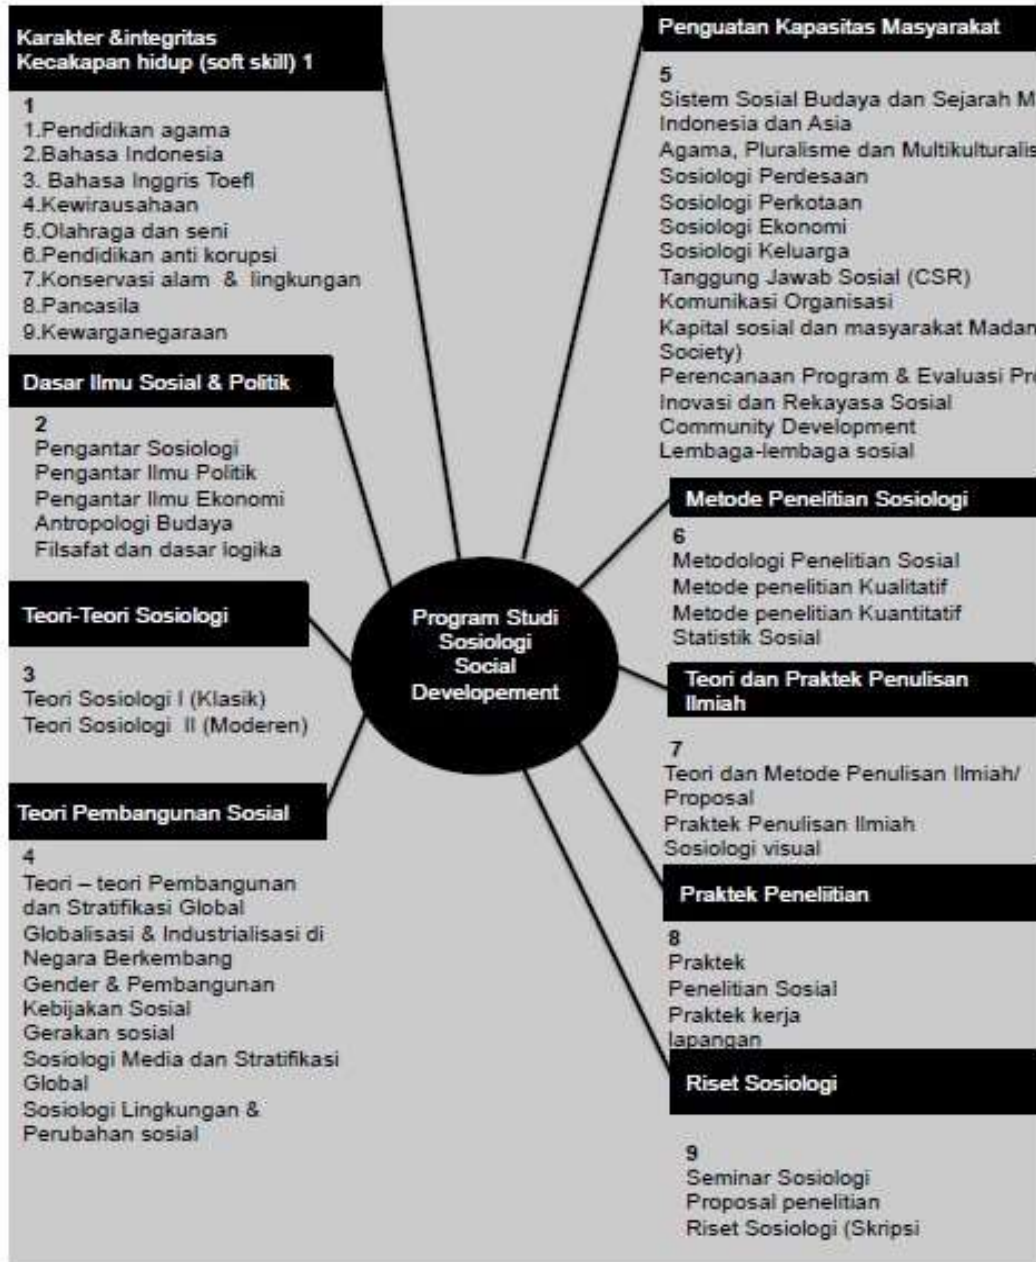 Karakter &integritas
Kecakapan hidup (soft skill) 1
1
1.Pendidikan agama
2.Bahasa Indonesia
3. Bahasa Inggris Toefl
4.Kewirausahaan
5.Olahraga dan seni
6.Pendidikan anti korupsi
7.Konservasi alam & lingkungan
8.Pancasila
9.Kewarganegaraan
Dasar Ilmu Sosial & Politik
2
Pengantar Sosiologi
Pengantar Ilmu Politik
Pengantar Ilmu Ekonomi
Antropologi Budaya
Filsafat dan dasar logika
Teori-Teori Sosiologi
3
Teori Sosiologi I (Klasik)
Teori Sosiologi II (Moderen)
Teori Pembangunan Sosial
4
Teori – teori Pembangunan
dan Stratifikasi Global
Globalisasi & Industrialisasi di
Negara Berkembang
Gender & Pembangunan
Kebijakan Sosial
Gerakan sosial
Sosiologi Media dan Stratifikasi
Global
Sosiologi Lingkungan &
Perubahan sosial
Program Studi
Sosiologi
Social
Developement
Penguatan Kapasitas Masyarakat
5
Sistem Sosial Budaya dan Sejarah M
Indonesia dan Asia
Agama, Pluralisme dan Multikulturalis
Sosiologi Perdesaan
Sosiologi Perkotaan
Sosiologi Ekonomi
Sosiologi Keluarga
Tanggung Jawab Sosial (CSR)
Komunikasi Organisasi
Kapital sosial dan masyarakat Madan
Society)
Perencanaan Program & Evaluasi Pro
Inovasi dan Rekayasa Sosial
Community Development
Lembaga-lembaga sosial
Metode Penelitian Sosiologi
6
Metodologi Penelitian Sosial
Metode penelitian Kualitatif
Metode penelitian Kuantitatif
Statistik Sosial
Teori dan Praktek Penulisan
Ilmiah
7
Teori dan Metode Penulisan Ilmiah/
Proposal
Praktek Penulisan Ilmiah
Sosiologi visual
Praktek Peneliitian
8
Praktek
Penelitian Sosial
Praktek kerja
lapangan
Riset Sosiologi
9
Seminar Sosiologi
Proposal penelitian
Riset Sosiologi (Skripsi